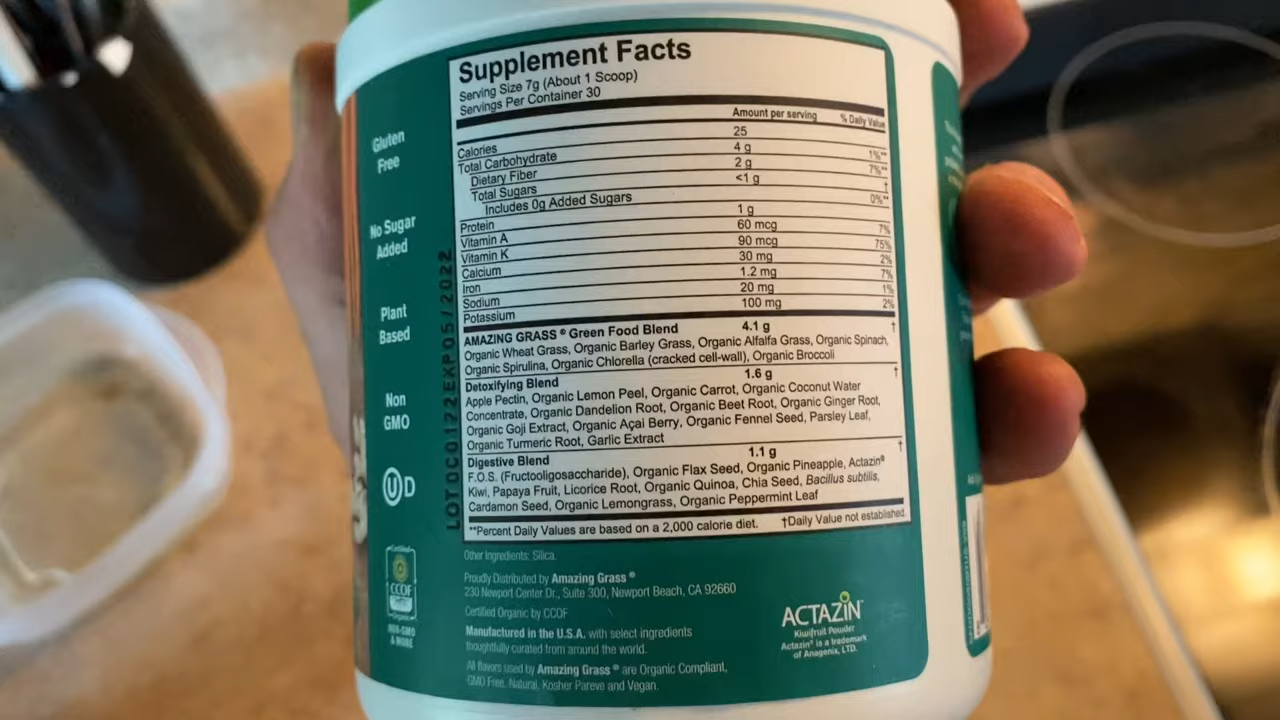 Supplement Facts
Serving Size 7g (About 1 Scoop)
Servings Per Container 30
Amount per serving % Daily Value
Calories 25
Total Carbohydrate 4 g 1%**
Dietary Fiber 2 g 7%**
Total Sugars <1 g †
Includes 0g Added Sugars 0%**
Protein 1 g
Vitamin A 60 mcg 7%
Vitamin K 90 mcg 75%
Calcium 30 mg 2%
Iron 1.2 mg 7%
Sodium 20 mg 1%
Potassium 100 mg 2%
AMAZING GRASS® Green Food Blend 4.1 g †
Organic Wheat Grass, Organic Barley Grass, Organic Alfalfa Grass, Organic Spinach,
Organic Spirulina, Organic Chlorella (cracked cell-wall), Organic Broccoli
Detoxifying Blend 1.6 g †
Apple Pectin, Organic Lemon Peel, Organic Carrot, Organic Coconut Water
Concentrate, Organic Dandelion Root, Organic Beet Root, Organic Ginger Root,
Organic Goji Extract, Organic Açai Berry, Organic Fennel Seed, Parsley Leaf,
Organic Turmeric Root, Garlic Extract
Digestive Blend 1.1 g †
F.O.S. (Fructooligosaccharide), Organic Flax Seed, Organic Pineapple, Actazin®
Kiwi, Papaya Fruit, Licorice Root, Organic Quinoa, Chia Seed, Bacillus subtilis,
Cardamon Seed, Organic Lemongrass, Organic Peppermint Leaf
**Percent Daily Values are based on a 2,000 calorie diet. †Daily Value not established.
Other Ingredients: Silica.
Proudly Distributed by Amazing Grass®
230 Newport Center Dr., Suite 300, Newport Beach, CA 92660
Certified Organic by CCOF
Manufactured in the U.S.A. with select ingredients
thoughtfully curated from around the world.
All flavors used by Amazing Grass® are Organic Compliant,
GMO Free, Natural, Kosher Pareve and Vegan.
ACTAZIN™
Kiwifruit Powder
Actazin® is a trademark
of Anagenix, LTD.
Gluten
Free
No Sugar
Added
Plant
Based
Non
GMO
U D
Certified
CCOF
Organic
NON-GMO
& MORE
LOT0C0122EXP05/2022